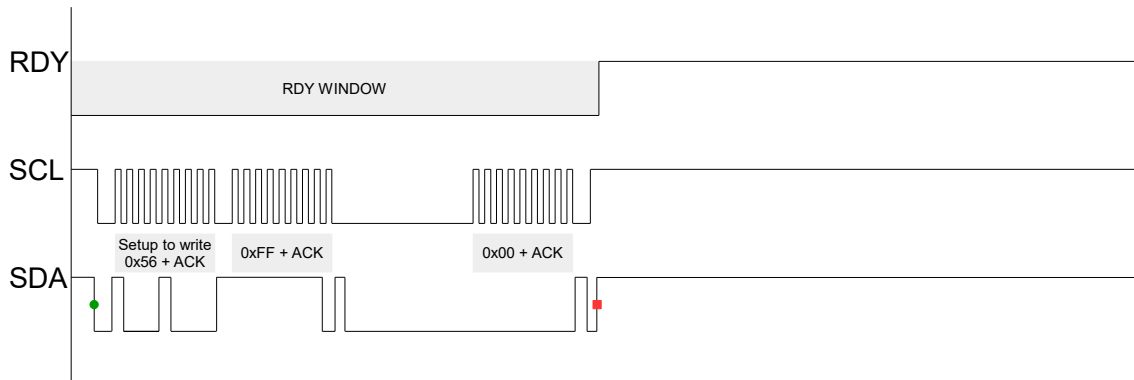 RDY
RDY WINDOW
SCL
Setup to write
0x56 + ACK
0xFF + ACK
0x00 + ACK
SDA